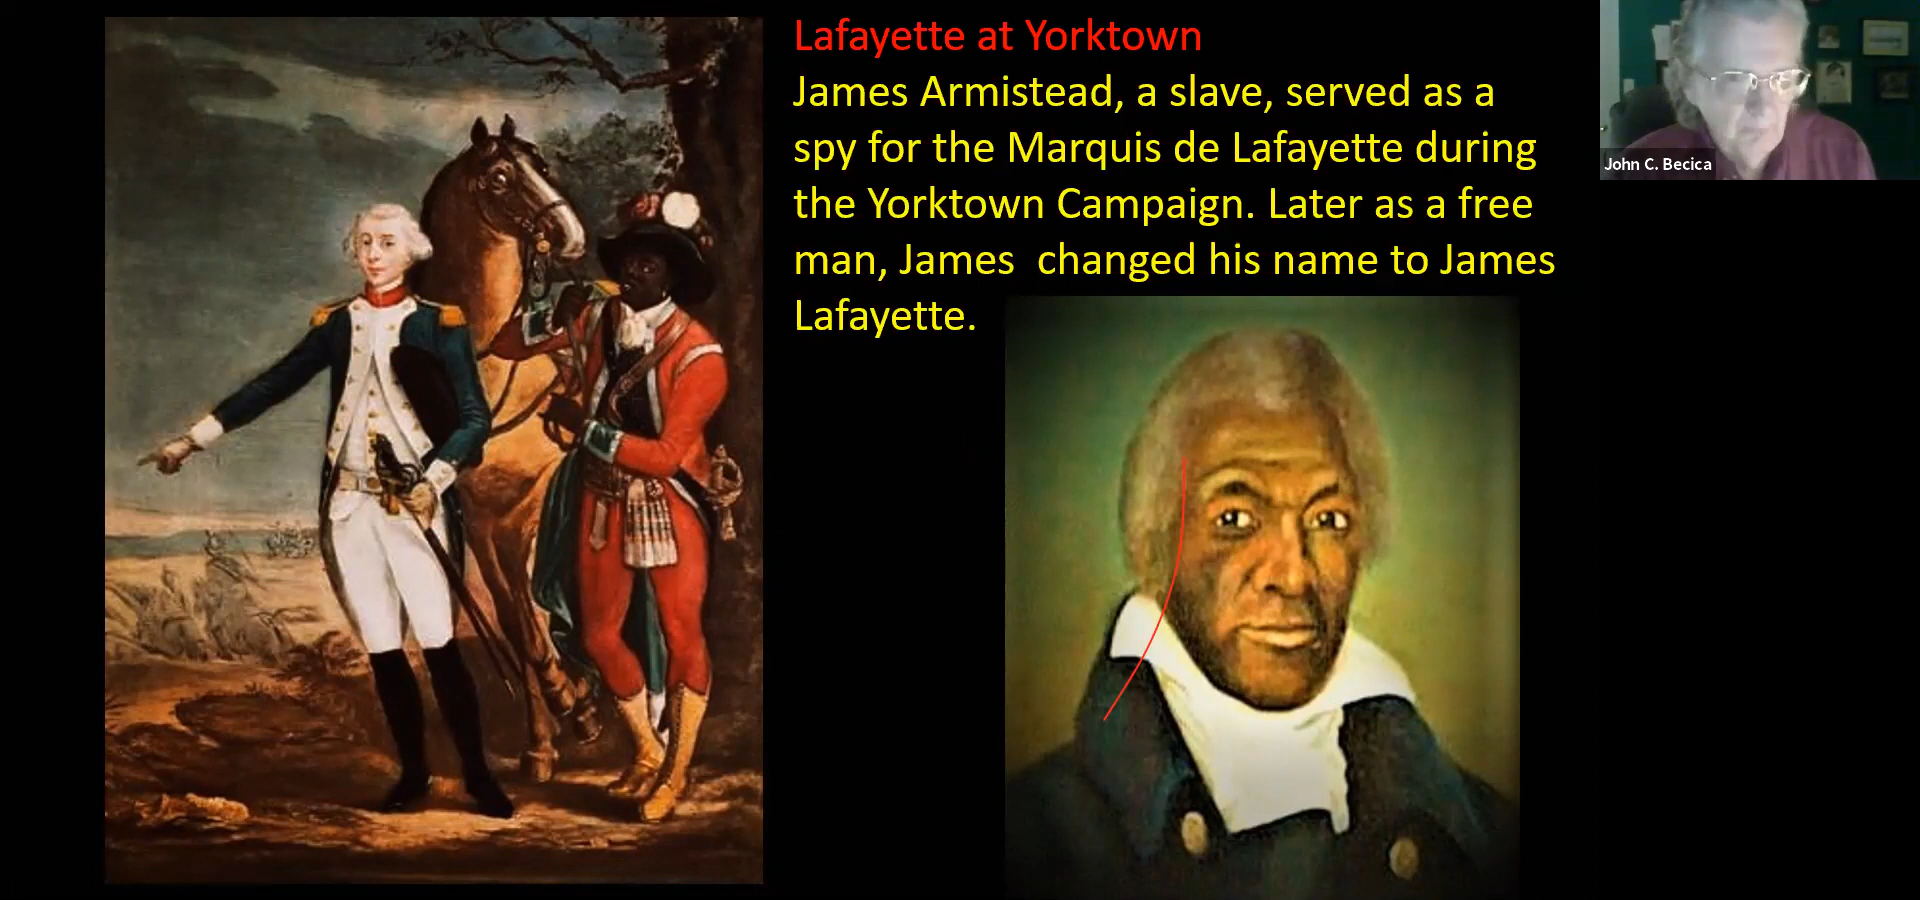 Lafayette at Yorktown
James Armistead, a slave, served as a
spy for the Marquis de Lafayette during
the Yorktown Campaign. Later as a free
man, James  changed his name to James
Lafayette.
John C. Becica